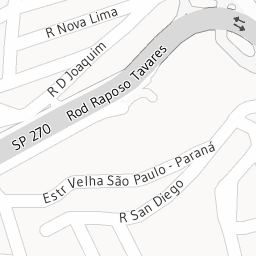 R Nova Lima
R D Joaquim
Rod Raposo Tavares
SP 270
Estr Velha São Paulo - Paraná
R San Diego